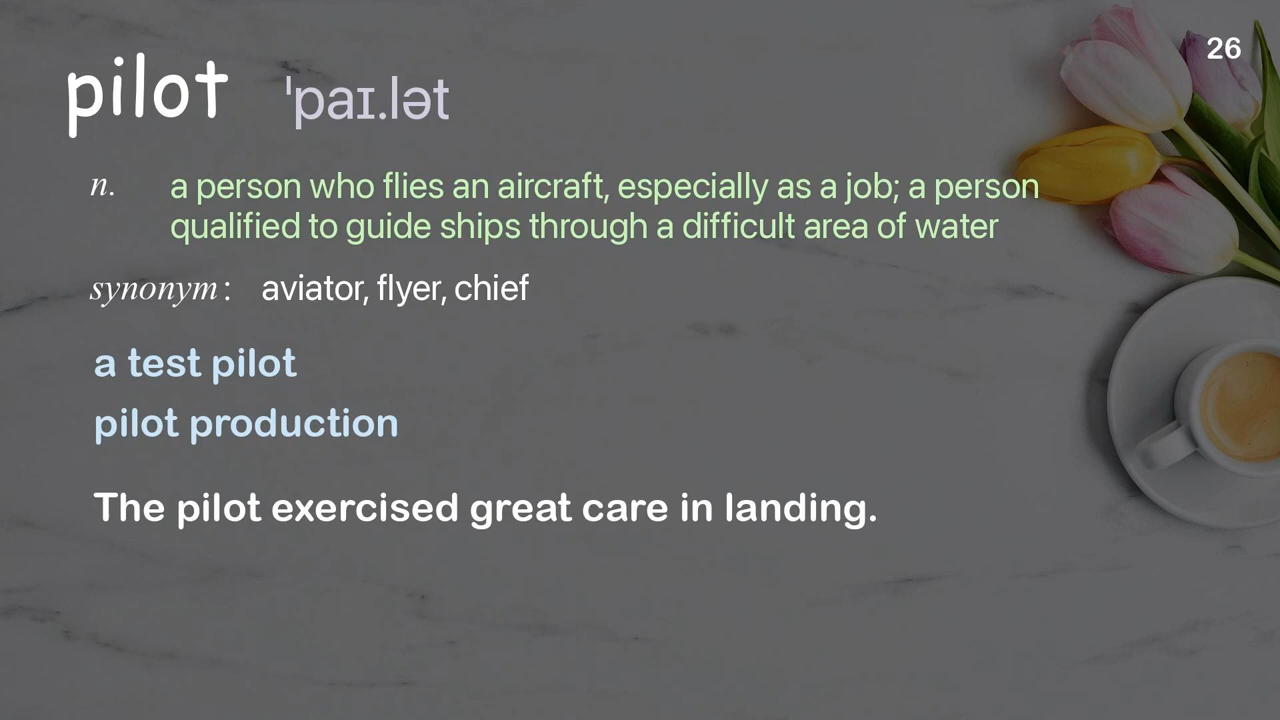 26
pilot ˈpaɪ.lət
n. a person who flies an aircraft, especially as a job; a person
qualified to guide ships through a difficult area of water
synonym: aviator, flyer, chief
a test pilot
pilot production
The pilot exercised great care in landing.